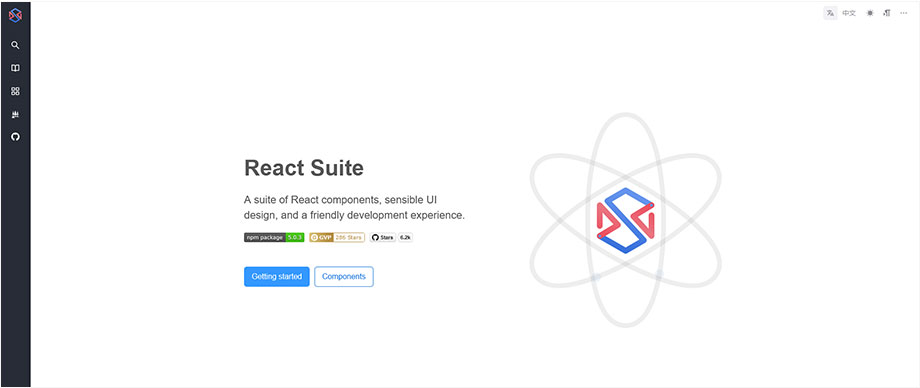 中文
React Suite
A suite of React components, sensible UI
design, and a friendly development experience.
npm package 5.0.3 GVP 286 Stars Stars 6.2k
Getting started Components